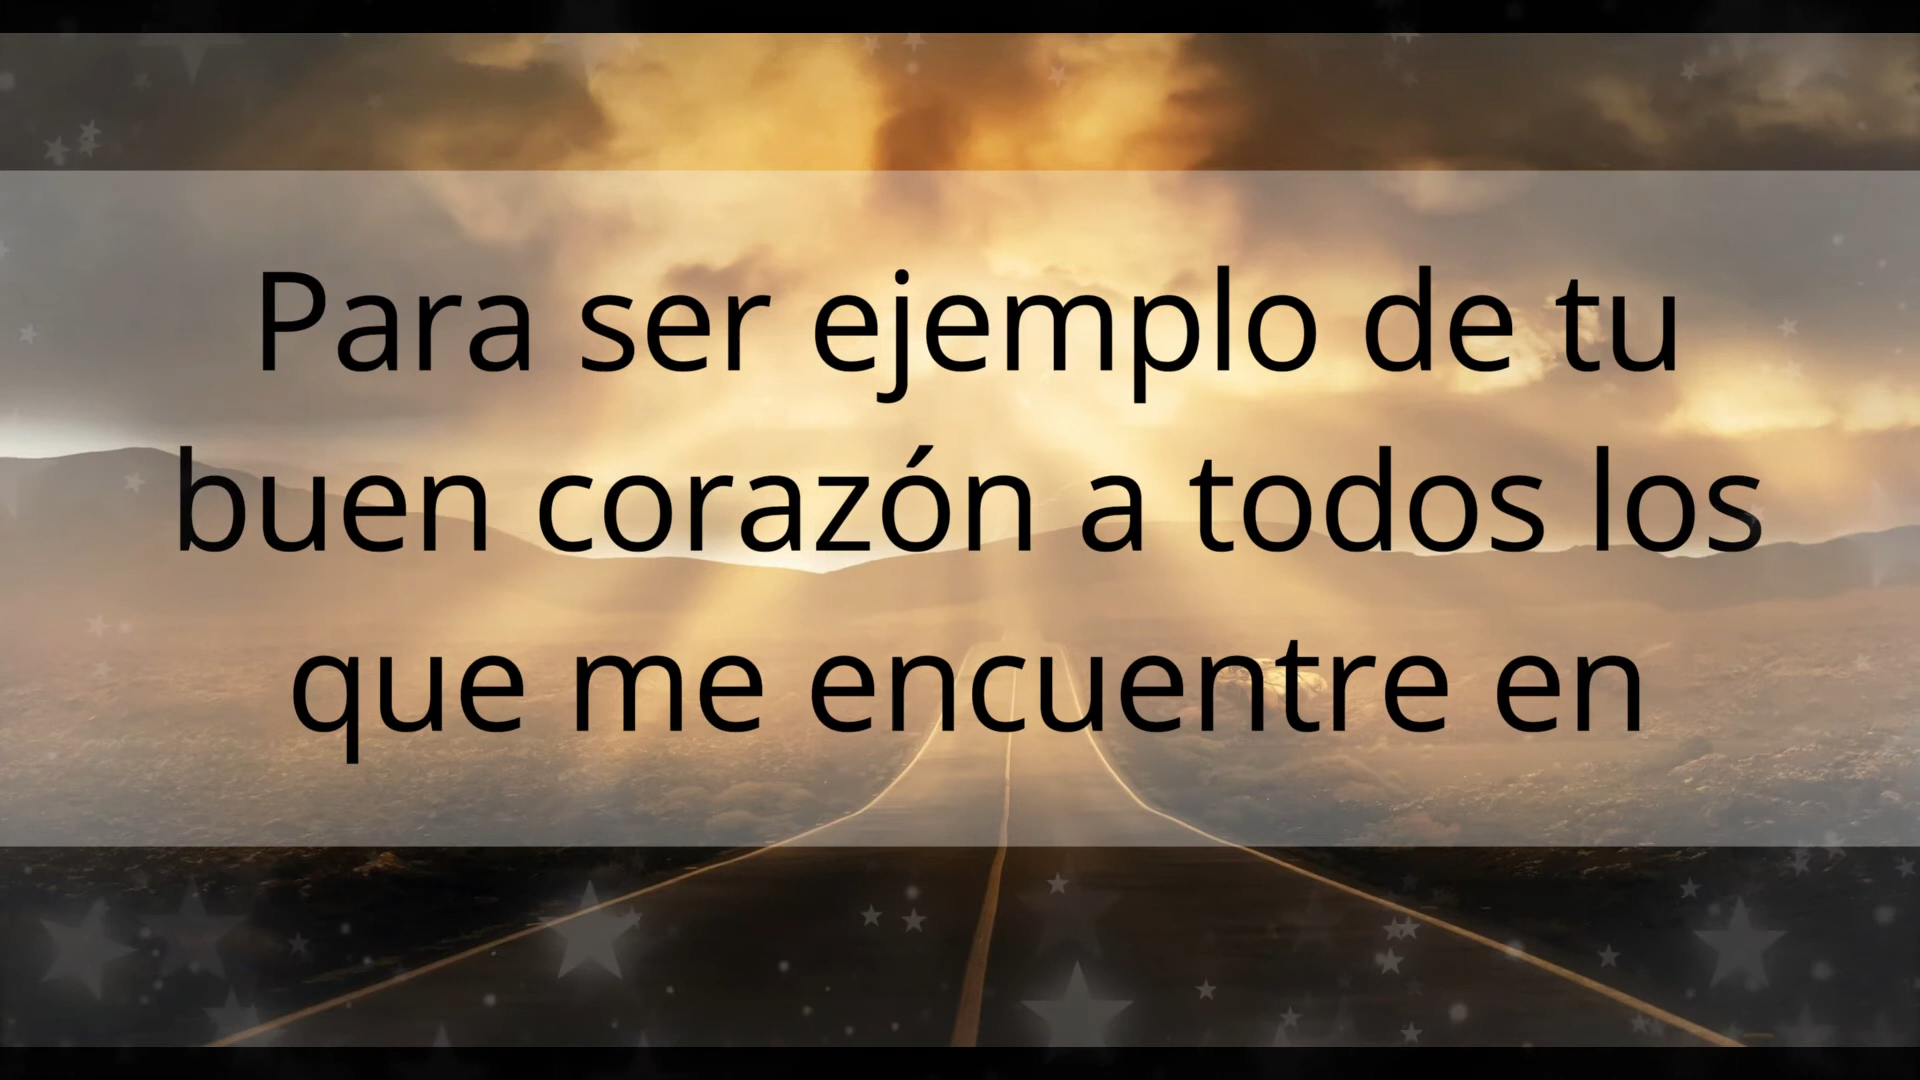 Para ser ejemplo de tu
buen corazón a todos los
que me encuentre en